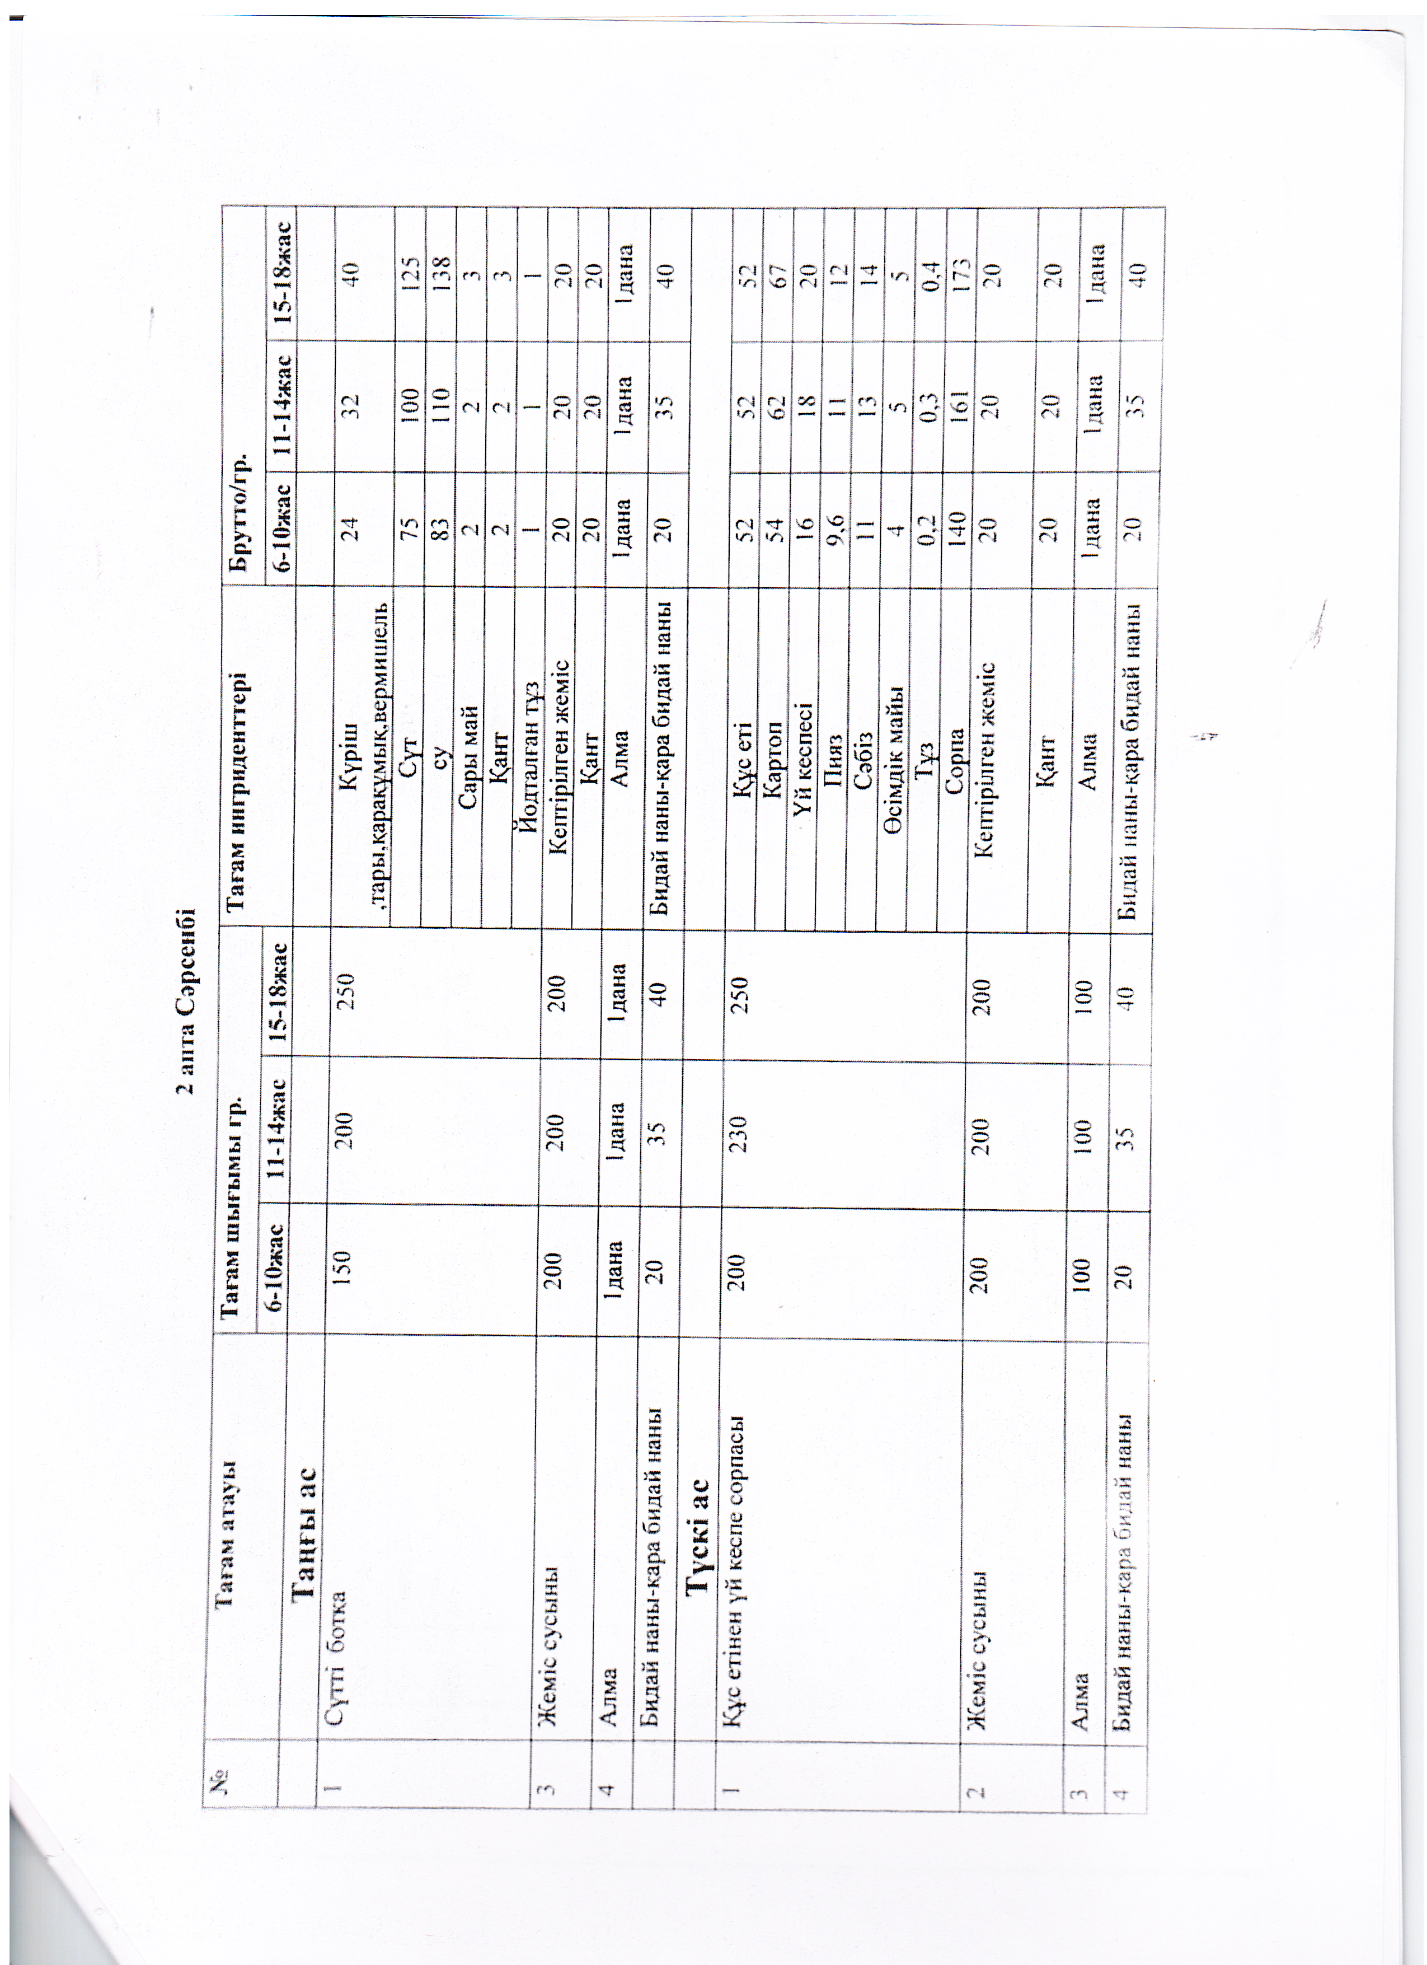 2 апта Сәрсенбі
№ Тағам атауы Тағам шығымы гр. Тағам ингриденттері Брутто/гр.
6-10жас 11-14жас 15-18жас 6-10жас 11-14жас 15-18жас
Таңғы ас
1 Сүтті ботка 150 200 250 Күріш 24 32 40
,тары,қарақұмық,вермишель
Сүт 75 100 125
су 83 110 138
Сары май 2 2 3
Қант 2 2 3
Йодталған тұз 1 1 1
3 Жеміс сусыны 200 200 200 Кептірілген жеміс 20 20 20
Қант 20 20 20
4 Алма 1дана 1дана 1дана Алма 1дана 1дана 1дана
Бидай наны-қара бидай наны 20 35 40 Бидай наны-қара бидай наны 20 35 40
Түскі ас
1 Құс етінен үй кеспе сорпасы 200 230 250 Құс еті 52 52 52
Картоп 54 62 67
Үй кеспесі 16 18 20
Пияз 9,6 11 12
Сәбіз 11 13 14
Өсімдік майы 4 5 5
Тұз 0,2 0,3 0,4
Сорпа 140 161 173
2 Жеміс сусыны 200 200 200 Кептірілген жеміс 20 20 20
Қант 20 20 20
3 Алма 100 100 100 Алма 1дана 1дана 1дана
4 Бидай наны-қара бидай наны 20 35 40 Бидай наны-қара бидай наны 20 35 40